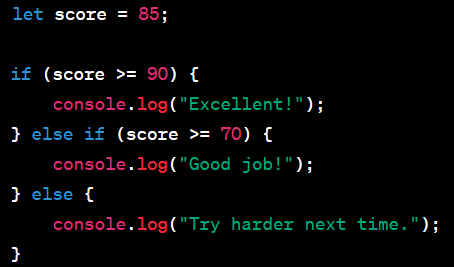 let score = 85;

if (score >= 90) {
    console.log("Excellent!");
} else if (score >= 70) {
    console.log("Good job!");
} else {
    console.log("Try harder next time.");
}